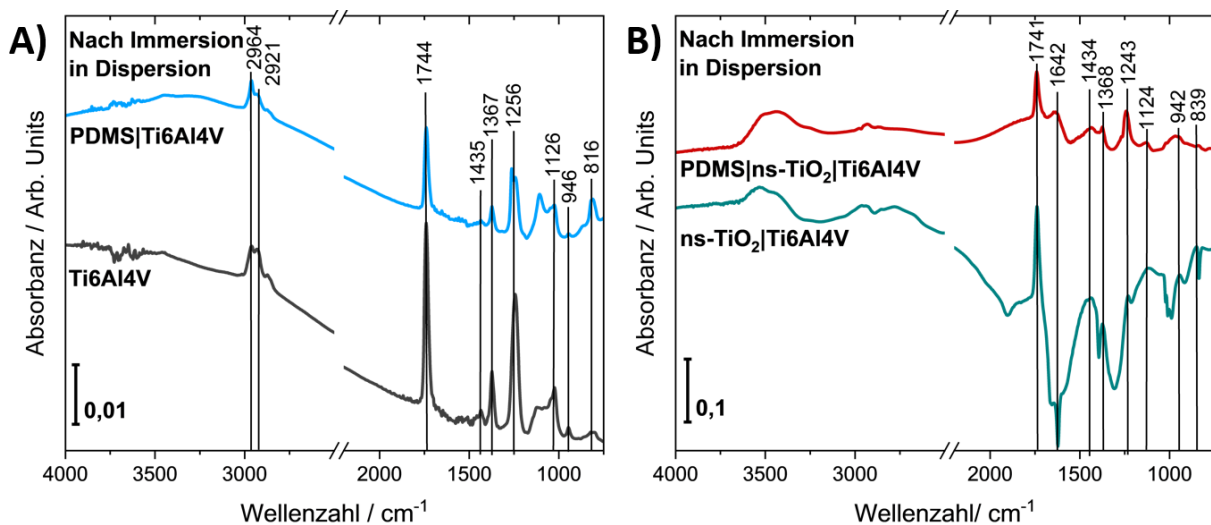 A)
Nach Immersion
in Dispersion
2964
2921
1744
1435
1367
1256
1126
946
816
PDMS|Ti6Al4V
Ti6Al4V
0,01
Absorbanz / Arb. Units
4000 3500 3000 2000 1500 1000
Wellenzahl / cm⁻¹
B)
Nach Immersion
in Dispersion
1741
1642
1434
1368
1243
1124
942
839
PDMS|ns-TiO₂|Ti6Al4V
ns-TiO₂|Ti6Al4V
0,1
Absorbanz / Arb. Units
4000 3500 3000 2000 1500 1000
Wellenzahl/ cm⁻¹